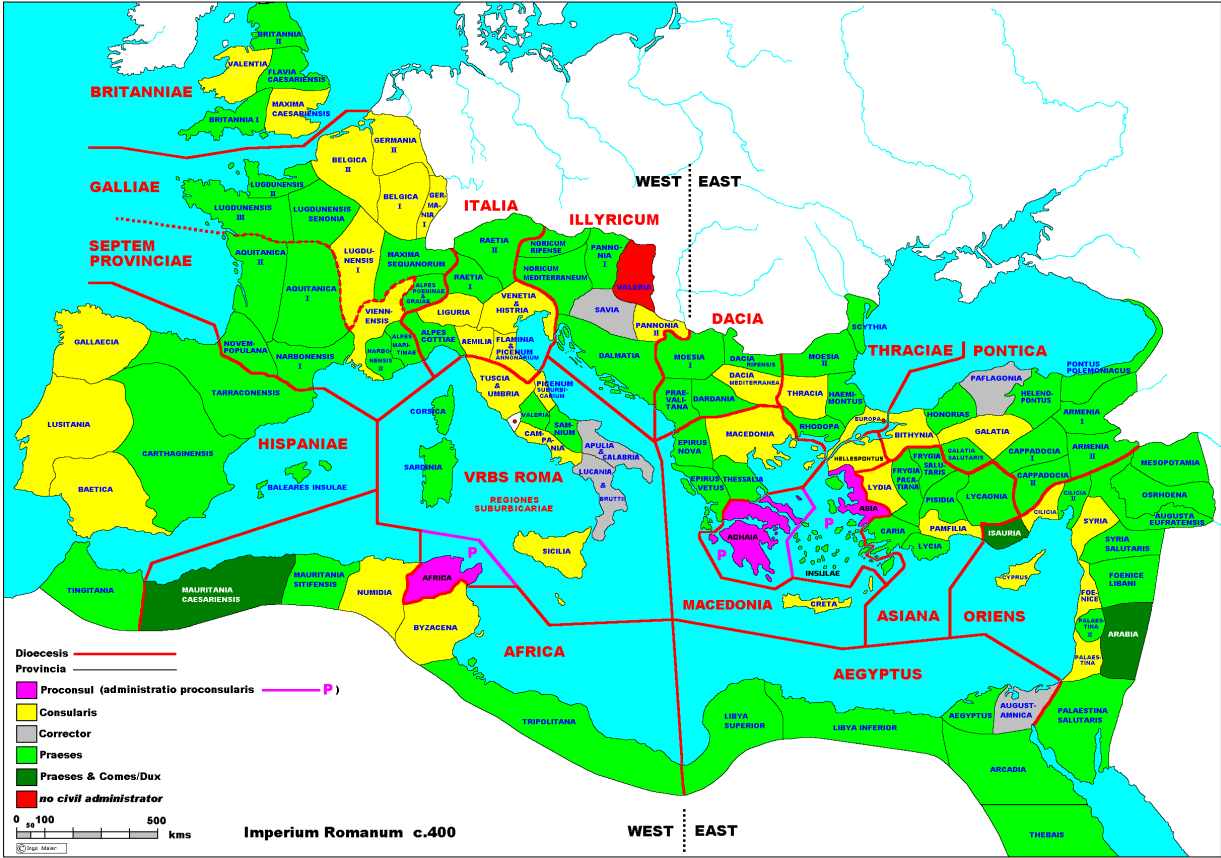 BRITANNIA
II
VALENTIA
FLAVIA
CAESARIENSIS
BRITANNIAE
MAXIMA
CAESARIENSIS
BRITANNIA I
GERMANIA
II
BELGICA
II
GALLIAE
LUGDUNENSIS
II
BELGICA
I
GER-
MA-
NIA
I
WEST
EAST
LUGDUNENSIS
III
LUGDUNENSIS
SENONIA
ITALIA
ILLYRICUM
SEPTEM
PROVINCIAE
AQUITANICA
II
LUGDU-
NENSIS
I
MAXIMA
SEQUANORUM
RAETIA
II
NORICUM
RIPENSE
PANNO-
NIA
I
NORICUM
MEDITERRANEUM
VALERIA
AQUITANICA
I
RAETIA
I
ALPES
POENINAE
&
GRAIAE
VENETIA
&
HISTRIA
SAVIA
PANNONIA
II
DACIA
SCYTHIA
VIENN-
ENSIS
LIGURIA
GALLAECIA
NOVEM-
POPULANA
NARBONENSIS
I
NARBO-
NENSIS
II
ALPES
MARI-
TIMAE
ALPES
COTTIAE
AEMILIA
FLAMINIA
&
PICENUM
ANNONARIUM
DALMATIA
MOESIA
I
DACIA
RIPENSIS
MOESIA
II
DACIA
MEDITERRANEA
THRACIAE
PONTICA
PONTUS
POLEMONIACUS
TARRACONENSIS
TUSCIA
&
UMBRIA
PICENUM
SUBURBI-
CARIUM
PRAE-
VALI-
TANA
DARDANIA
THRACIA
HAEMI-
MONTUS
PAFLAGONIA
HELENO-
PONTUS
CORSICA
VALERIA
SAM-
NIUM
RHODOPA
EUROPA
HONORIAS
ARMENIA
I
LUSITANIA
HISPANIAE
CAM-
PA-
NIA
APULIA
&
CALABRIA
EPIRUS
NOVA
MACEDONIA
BITHYNIA
GALATIA
CARTHAGINENSIS
SARDINIA
VRBS ROMA
LUCANIA
&
BRUTTII
HELLESPONTUS
GALATIA
SALUTARIS
CAPPADOCIA
I
ARMENIA
II
BAETICA
BALEARES INSULAE
REGIONES
SUBURBICARIAE
EPIRUS
VETUS
THESSALIA
LYDIA
FRYGIA
PACA-
TIANA
FRYGIA
SALU-
TARIS
PISIDIA
LYCAONIA
CAPPADOCIA
II
MESOPOTAMIA
ASIA
OSRHOENA
AUGUSTA
EUFRATENSIS
CILICIA
II
CILICIA
SYRIA
P
ACHAIA
P
CARIA
PAMFILIA
ISAURIA
LYCIA
SYRIA
SALUTARIS
SICILIA
P
INSULAE
CYPRUS
FOENICE
LIBANI
TINGITANIA
MAURITANIA
CAESARIENSIS
MAURITANIA
SITIFENSIS
NUMIDIA
AFRICA
BYZACENA
MACEDONIA
CRETA
ASIANA
ORIENS
FOE-
NICE
PALAES-
TINA
II
ARABIA
PALAES-
TINA
AFRICA
AEGYPTUS
TRIPOLITANA
LIBYA
SUPERIOR
LIBYA INFERIOR
AEGYPTUS
AUGUST-
AMNICA
PALAESTINA
SALUTARIS
ARCADIA
THEBAIS
Dioecesis
Provincia
Proconsul (administratio proconsularis P )
Consularis
Corrector
Praeses
Praeses & Comes/Dux
no civil administrator
0 50 100 500 kms
Imperium Romanum c.400
WEST
EAST
© Ingo Maier